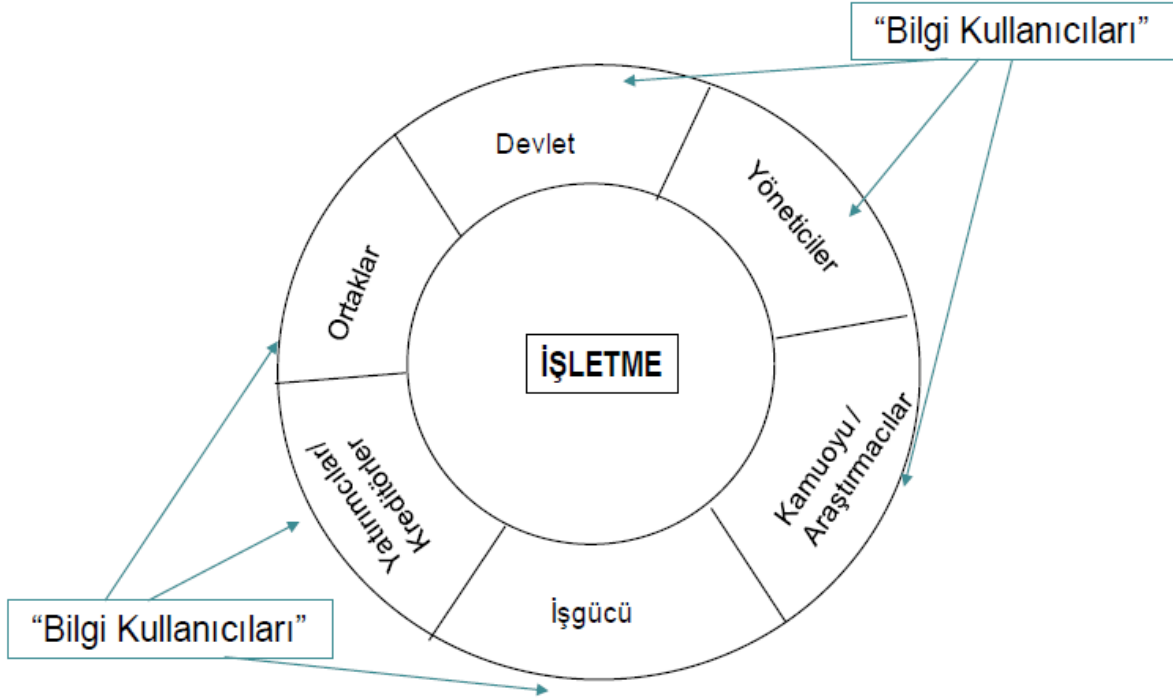 “Bilgi Kullanıcıları”
Devlet
Yöneticiler
Ortaklar
İŞLETME
Kamuoyu /
Araştırmacılar
Yatırımcılar/
Kreditörler
İşgücü
“Bilgi Kullanıcıları”